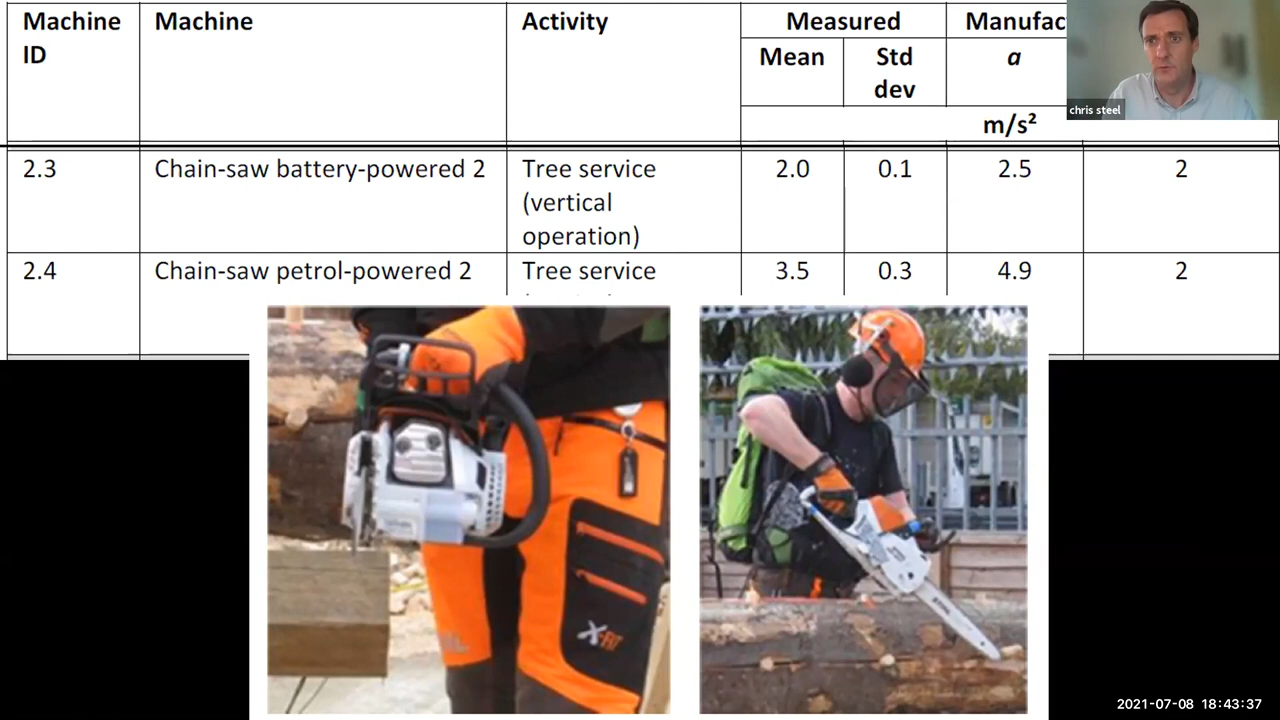 Machine ID
Machine
Activity
Measured
Mean
Std dev
a
m/s²
chris steel
2.3
Chain-saw battery-powered 2
Tree service
(vertical
operation)
2.0
0.1
2.5
2
2.4
Chain-saw petrol-powered 2
Tree service
3.5
0.3
4.9
2
X-FIT
2021-07-08 18:43:37